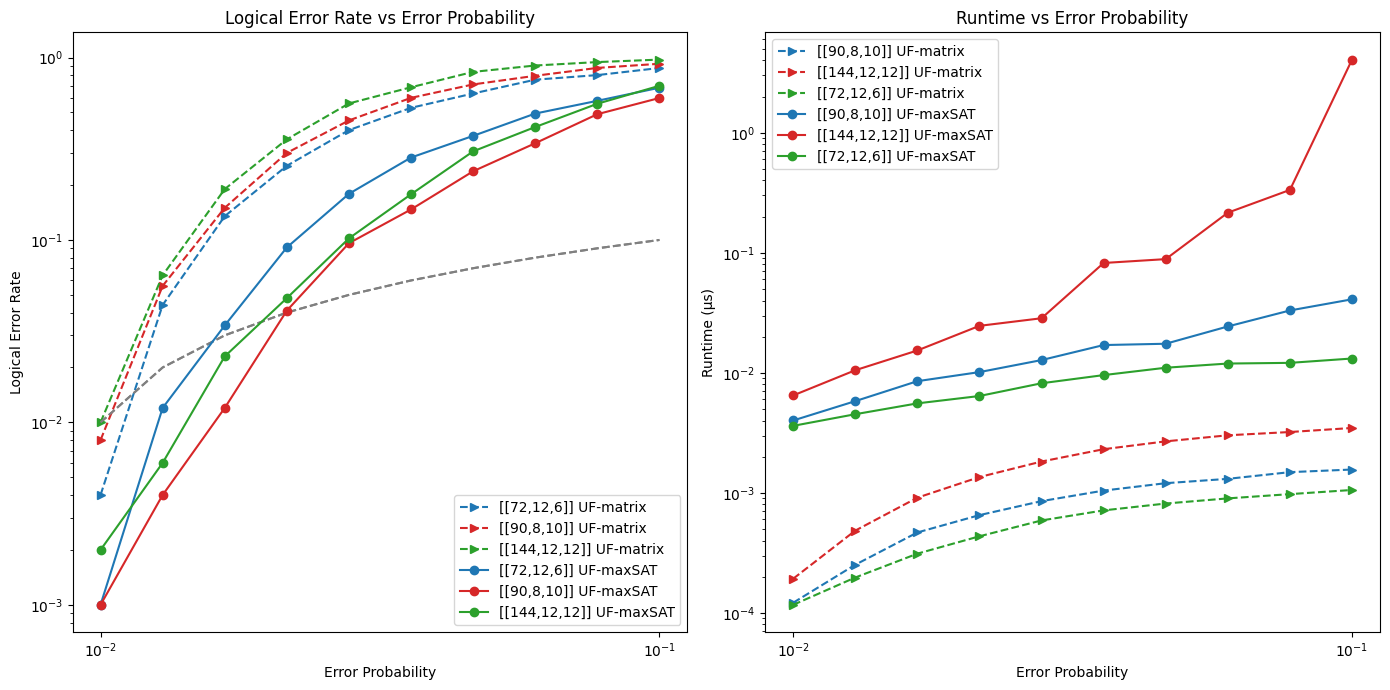 Logical Error Rate vs Error Probability
10⁰
10⁻¹
10⁻²
10⁻³
Logical Error Rate
[[72,12,6]] UF-matrix
[[90,8,10]] UF-matrix
[[144,12,12]] UF-matrix
[[72,12,6]] UF-maxSAT
[[90,8,10]] UF-maxSAT
[[144,12,12]] UF-maxSAT
10⁻²
10⁻¹
Error Probability
Runtime vs Error Probability
[[90,8,10]] UF-matrix
[[144,12,12]] UF-matrix
[[72,12,6]] UF-matrix
[[90,8,10]] UF-maxSAT
[[144,12,12]] UF-maxSAT
[[72,12,6]] UF-maxSAT
10⁰
10⁻¹
10⁻²
10⁻³
10⁻⁴
Runtime (μs)
10⁻²
10⁻¹
Error Probability